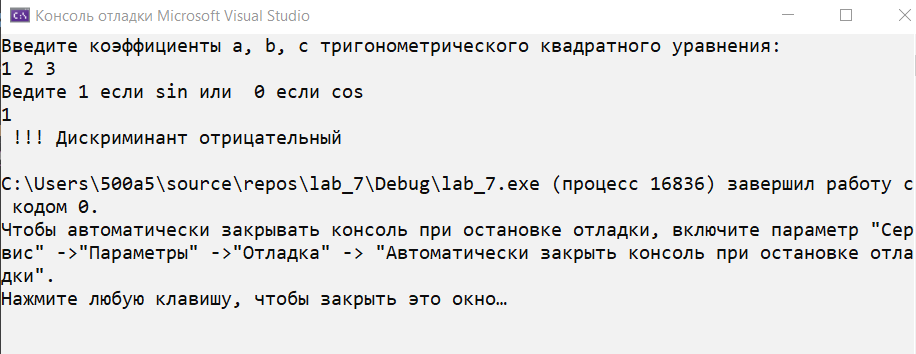 Консоль отладки Microsoft Visual Studio
Введите коэффициенты a, b, c тригонометрического квадратного уравнения:
1 2 3
Ведите 1 если sin или  0 если cos
1
 !!! Дискриминант отрицательный
C:\Users\500a5\source\repos\lab_7\Debug\lab_7.exe (процесс 16836) завершил работу с
 кодом 0.
Чтобы автоматически закрывать консоль при остановке отладки, включите параметр "Сер
вис" ->"Параметры" ->"Отладка" -> "Автоматически закрыть консоль при остановке отла
дки".
Нажмите любую клавишу, чтобы закрыть это окно…